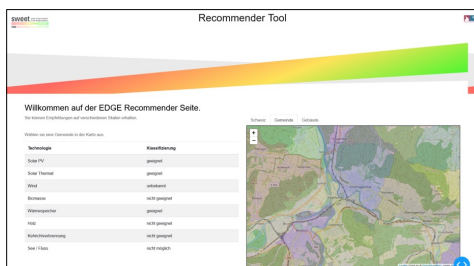 sweet
Recommender Tool
Willkommen auf der EDGE Recommender Seite.
Sie können Empfehlungen auf verschiedenen Skalen erhalten.
Wählen sie eine Gemeinde in der Karte aus:
Schweiz Gemeinde Gebäude
Technologie Klassifizierung
Solar PV geeignet
Solar Thermal geeignet
Wind unbekannt
Biomasse nicht geeignet
Wärmespeicher geeignet
Holz nicht geeignet
Kehrichtverbrennung nicht geeignet
See / Fluss nicht möglich
+
−